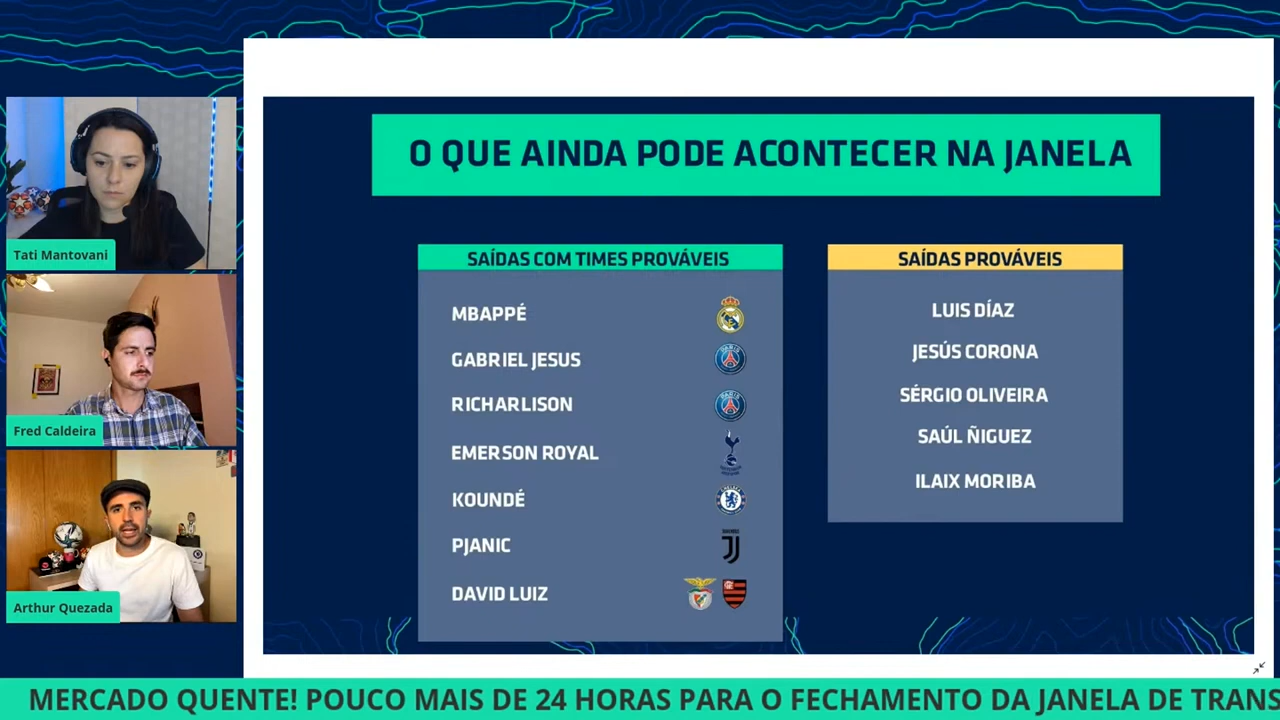 O QUE AINDA PODE ACONTECER NA JANELA
SAÍDAS COM TIMES PROVÁVEIS
MBAPPÉ
GABRIEL JESUS
RICHARLISON
EMERSON ROYAL
KOUNDÉ
PJANIC
DAVID LUIZ
SAÍDAS PROVÁVEIS
LUIS DÍAZ
JESÚS CORONA
SÉRGIO OLIVEIRA
SAÚL ÑIGUEZ
ILAIX MORIBA
Tati Mantovani
Fred Caldeira
Arthur Quezada
MERCADO QUENTE! POUCO MAIS DE 24 HORAS PARA O FECHAMENTO DA JANELA DE TRANS